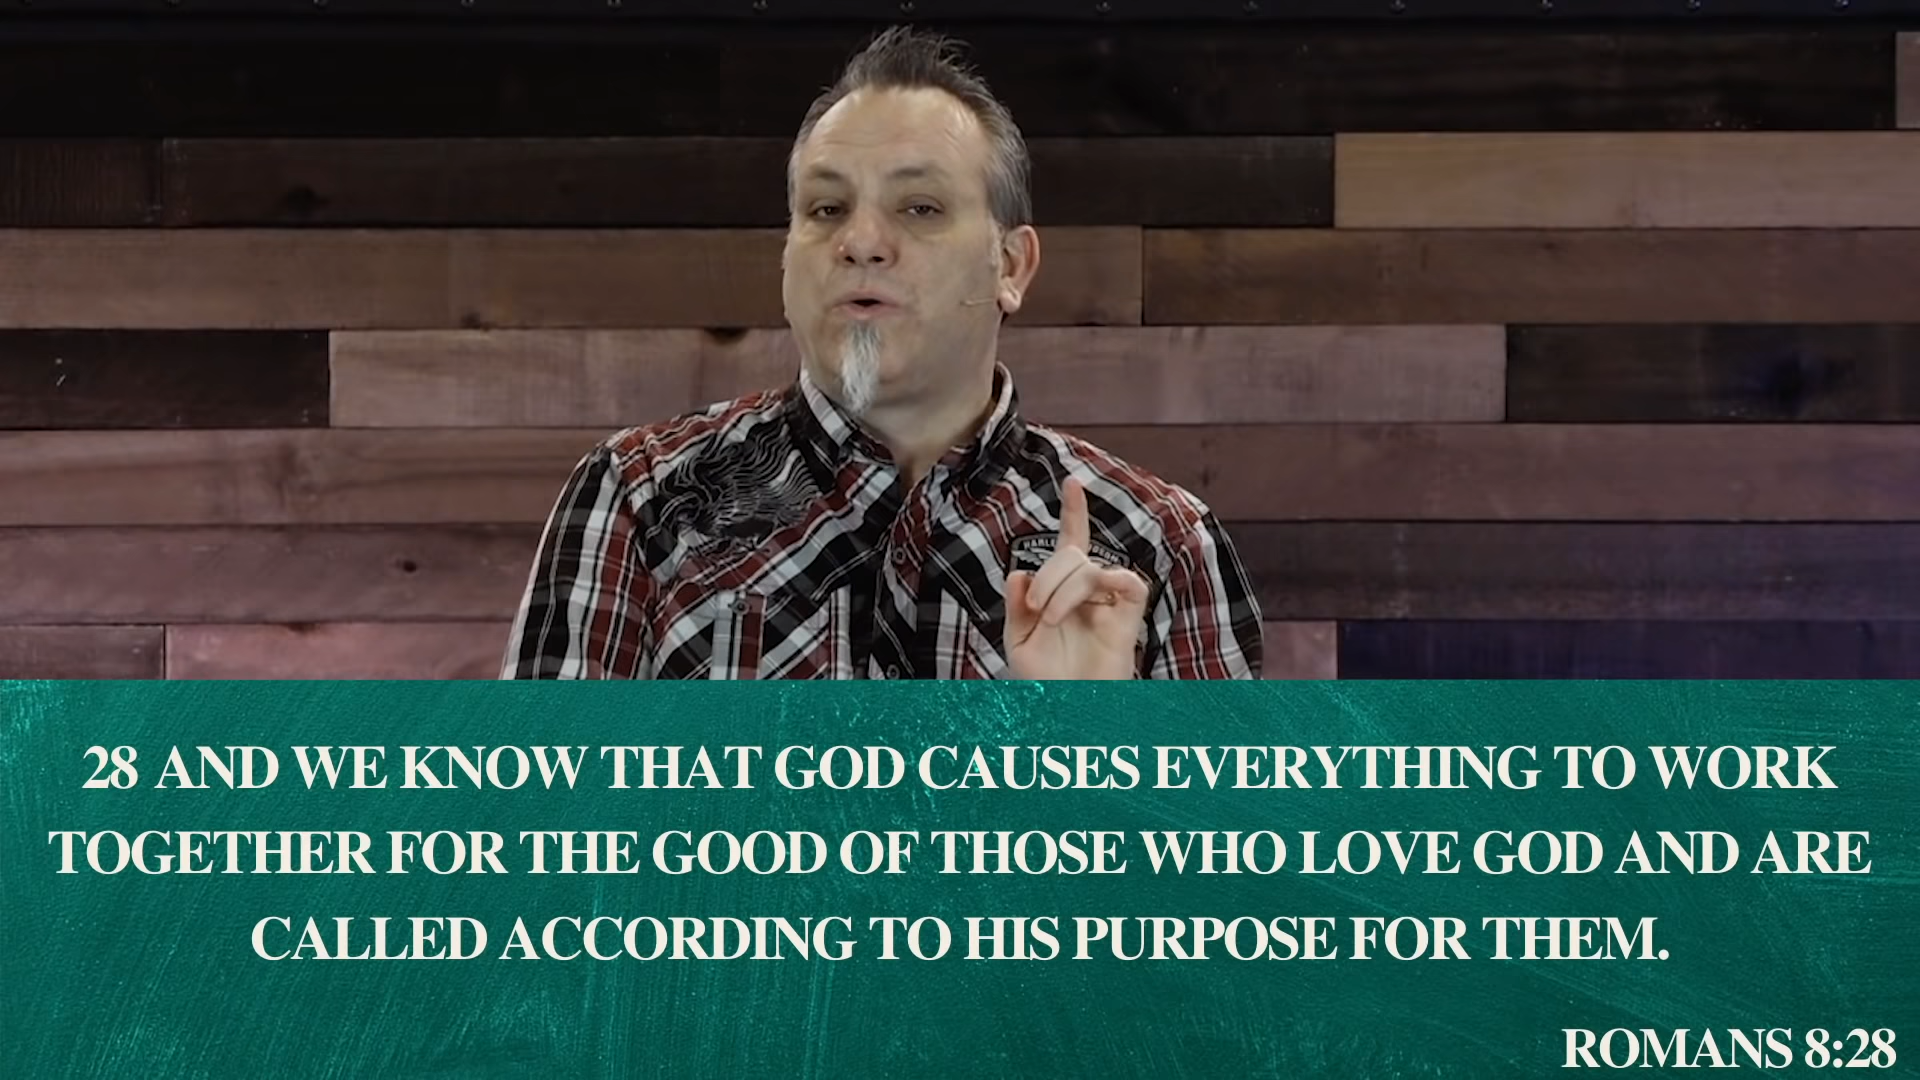 28 AND WE KNOW THAT GOD CAUSES EVERYTHING TO WORK
TOGETHER FOR THE GOOD OF THOSE WHO LOVE GOD AND ARE
CALLED ACCORDING TO HIS PURPOSE FOR THEM.
ROMANS 8:28